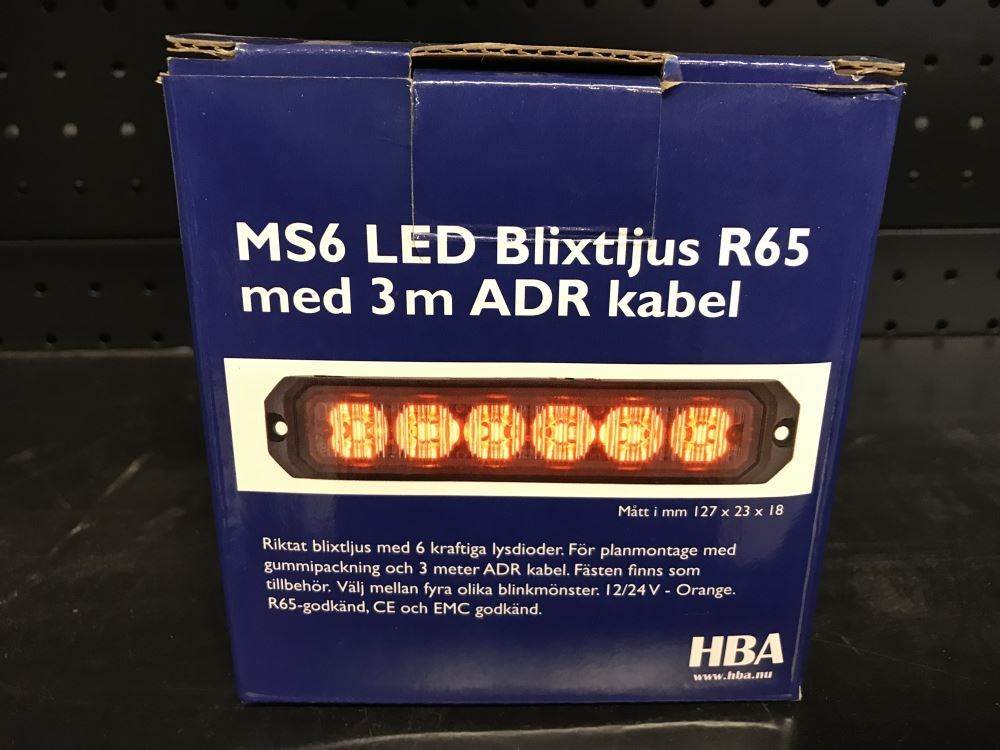 MS6 LED Blixtljus R65
med 3 m ADR kabel
Mått i mm 127 x 23 x 18
Riktat blixtljus med 6 kraftiga lysdioder. För planmontage med
gummipackning och 3 meter ADR kabel. Fästen finns som
tillbehör. Välj mellan fyra olika blinkmönster. 12/24 V - Orange.
R65-godkänd, CE och EMC godkänd.
HBA
www.hba.nu